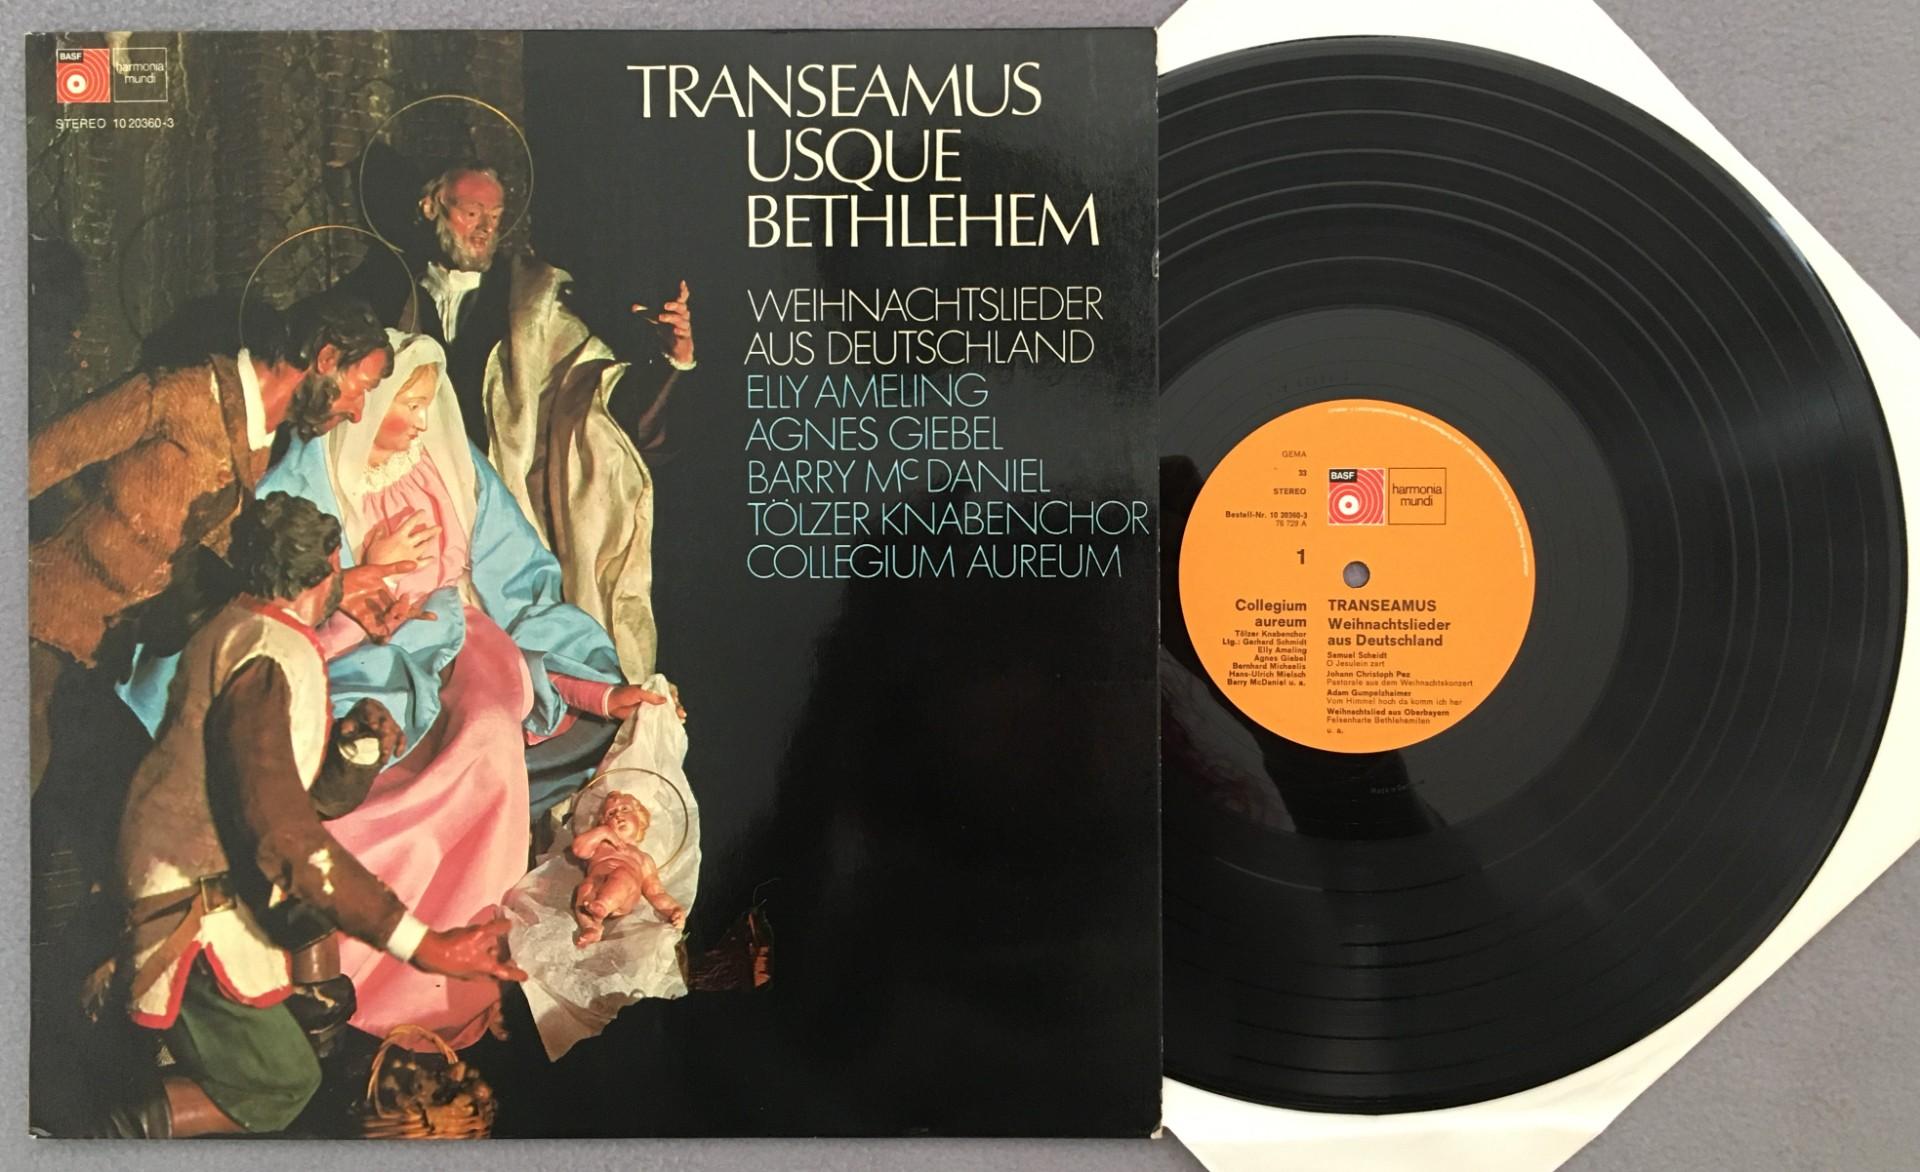 BASF
harmonia
mundi
STEREO 10 20360-3
TRANSEAMUS
USQUE
BETHLEHEM
WEIHNACHTSLIEDER
AUS DEUTSCHLAND
ELLY AMELING
AGNES GIEBEL
BARRY McDANIEL
TÖLZER KNABENCHOR
COLLEGIUM AUREUM
GEMA
33
STEREO
Bestell-Nr. 10 20360-3
76 729 A
BASF
harmonia
mundi
1
Collegium
aureum
Tölzer Knabenchor
Ltg.: Gerhard Schmidt
Elly Ameling
Agnes Giebel
Bernhard Michaelis
Hans-Ulrich Mielsch
Barry McDaniel u. a.
TRANSEAMUS
Weihnachtslieder
aus Deutschland
Samuel Scheidt
O Jesulein zart
Johann Christoph Pez
Pastorale aus dem Weihnachtskonzert
Adam Gumpelzhaimer
Vom Himmel hoch da komm ich her
Weihnachtslied aus Oberbayern
Felsenharte Bethlehemiten
u. a.